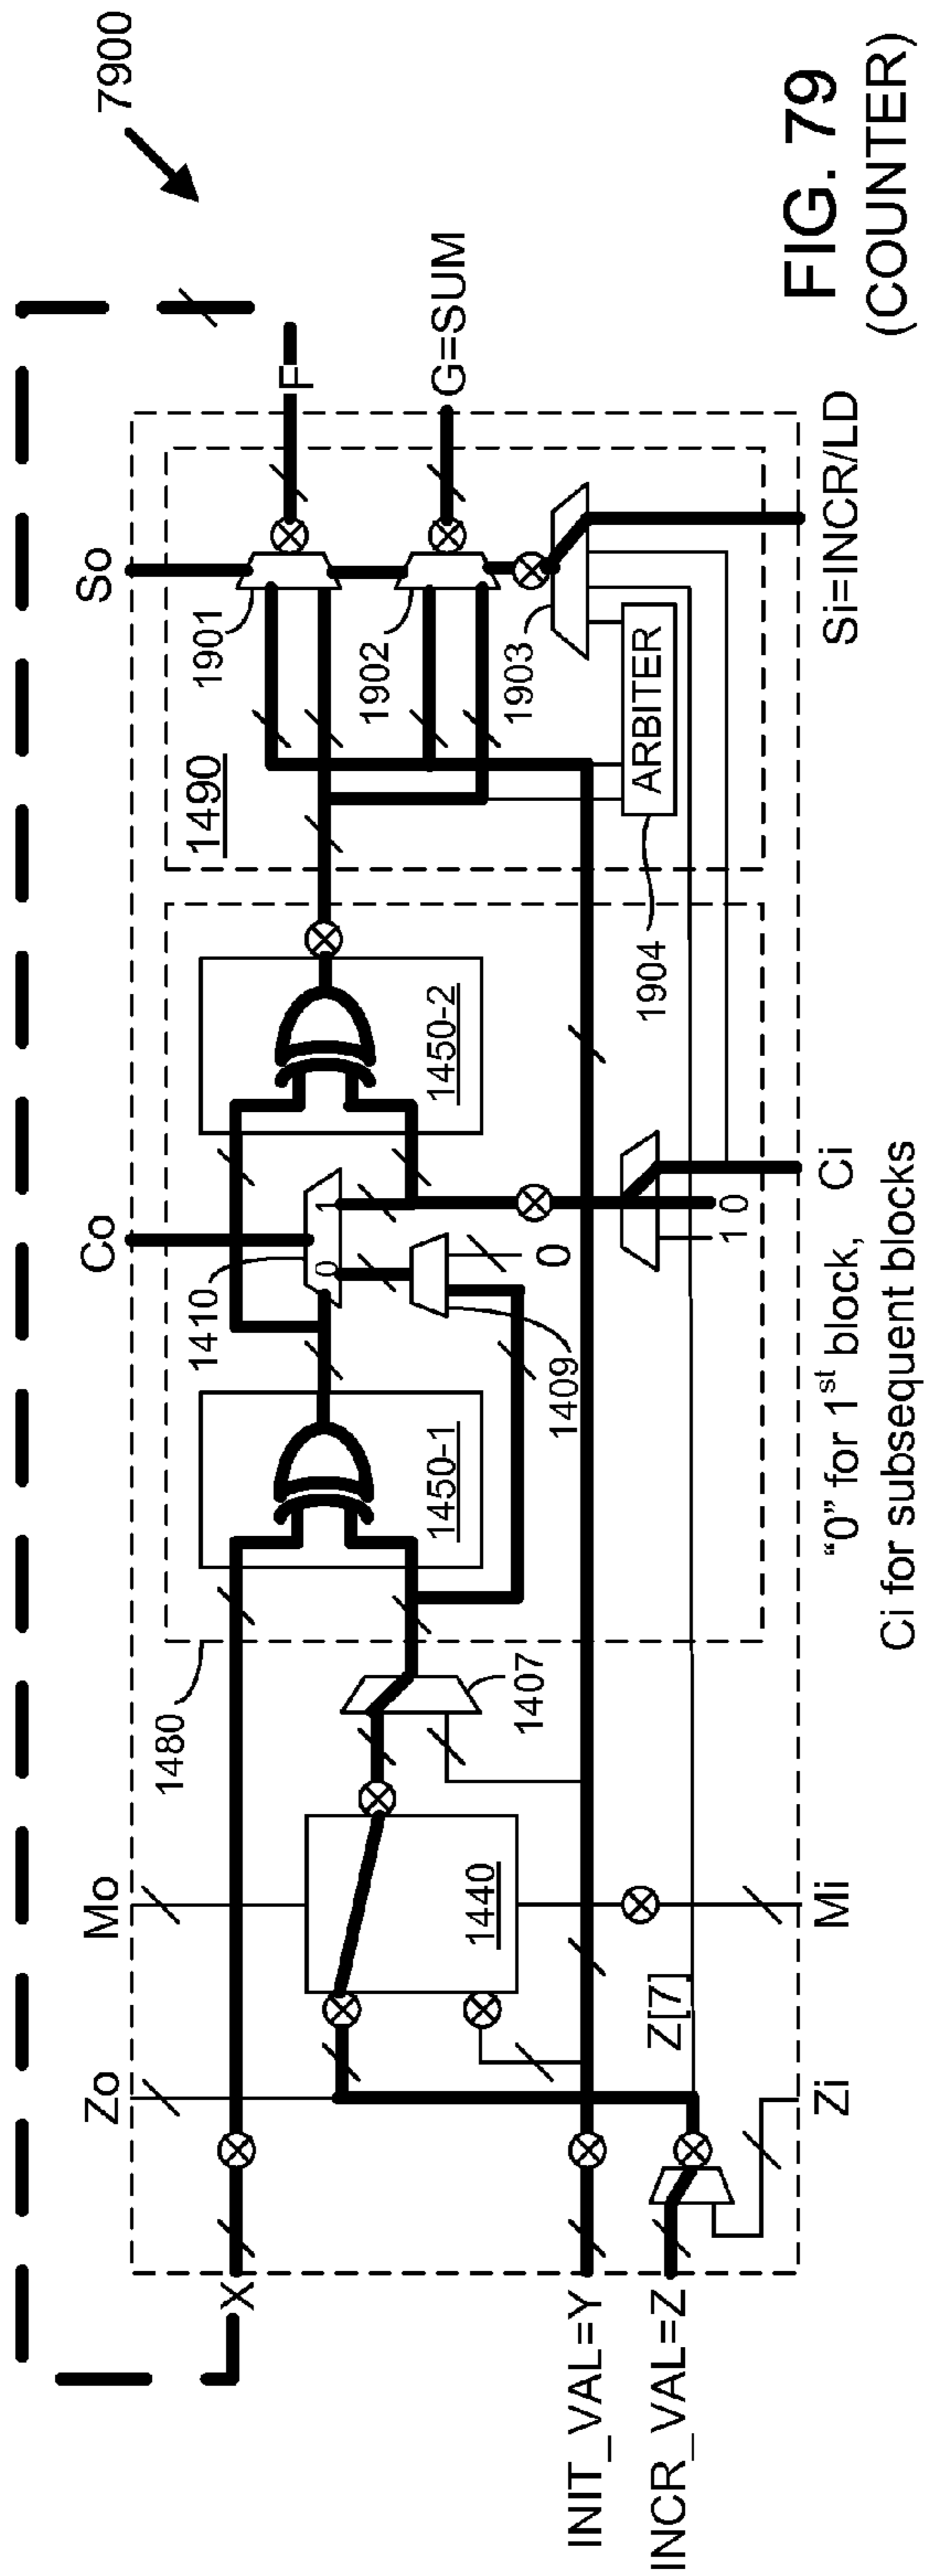 7900
So
Co
Mo
Zo
F
G=SUM
1901
1902
1903
1490
ARBITER
1904
1450-2
1410
1
0
0
1409
1 0
1450-1
1480
1407
1440
Z[7]
X
INIT_VAL=Y
INCR_VAL=Z
Zi
Mi
Ci
Si=INCR/LD
“0” for 1st block,
Ci for subsequent blocks
FIG. 79
(COUNTER)